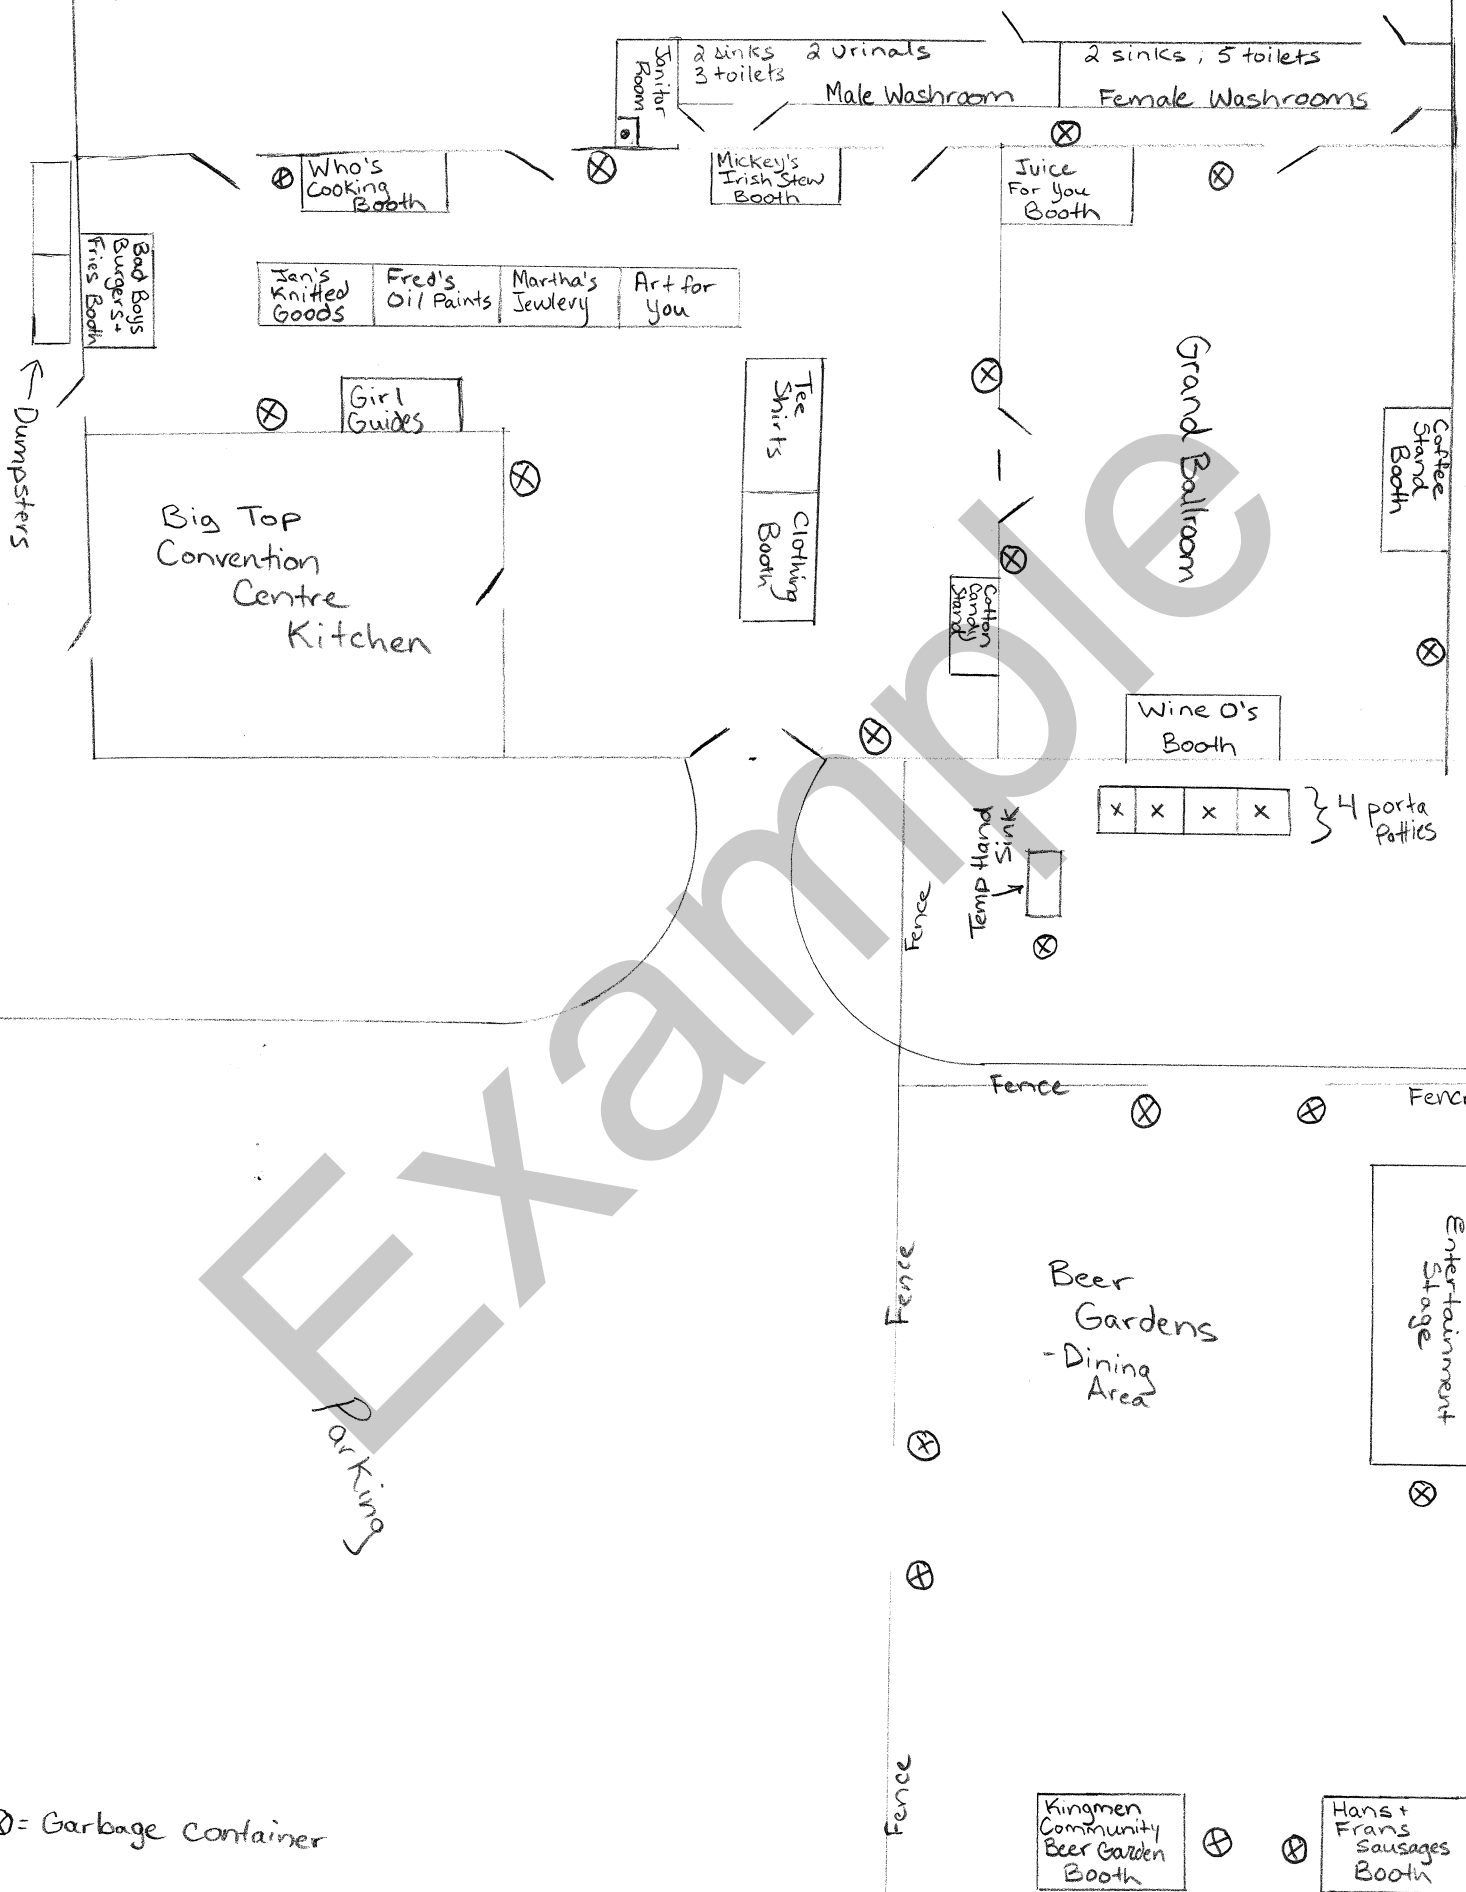 Janitor
Room
2 sinks 2 urinals
3 toilets
Male Washroom
2 sinks, 5 toilets
Female Washrooms
Who's
Cooking
Booth
Mickey's
Irish Stew
Booth
Juice
For You
Booth
Bad Boys
Burgers +
Fries Booth
Jan's
Knitted
Goods
Fred's
Oil Paints
Martha's
Jewlery
Art for
You
Dumpsters
Girl
Guides
Tee
Shirts
Clothing
Booth
Grand Ballroom
Coffee
Stand
Booth
Big Top
Convention
Centre
Kitchen
Cotton
Candy
Stand
Wine O's
Booth
4 porta
Potties
Temp Hand
Sink
Fence
Fence
Fence
Example
Fence
Beer
Gardens
- Dining
Area
Entertainment
Stage
Parking
Fence
Kingmen
Community
Beer Garden
Booth
Hans +
Frans
Sausages
Booth
= Garbage container